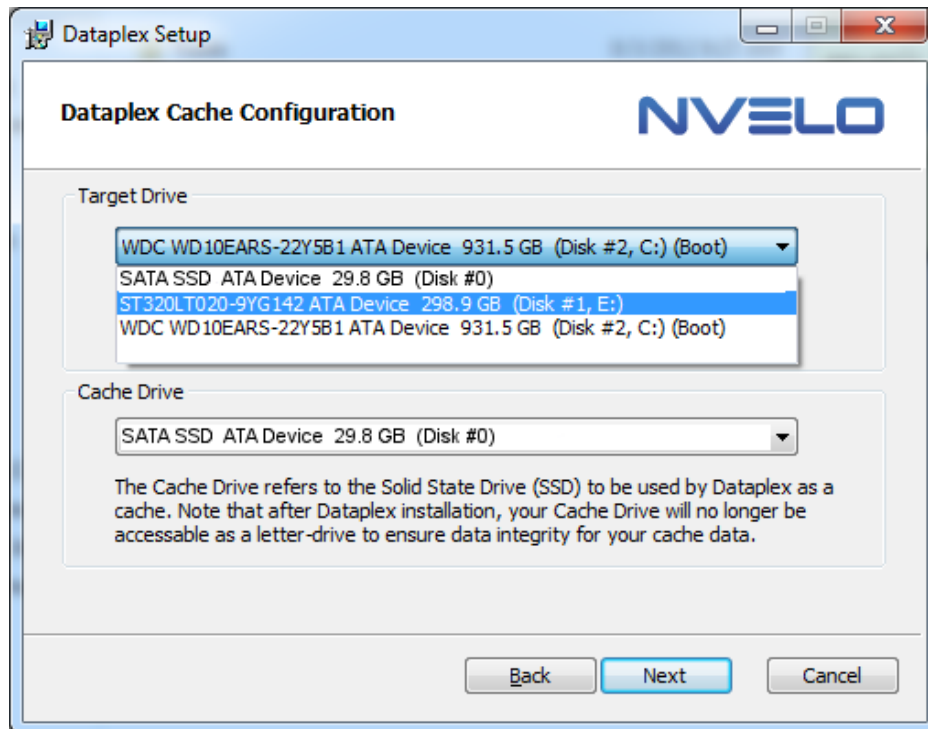 Dataplex Setup
Dataplex Cache Configuration
NVELO
Target Drive
WDC WD10EARS-22Y5B1 ATA Device 931.5 GB (Disk #2, C:) (Boot)
SATA SSD ATA Device 29.8 GB (Disk #0)
ST320LT020-9YG142 ATA Device 298.9 GB (Disk #1, E:)
WDC WD10EARS-22Y5B1 ATA Device 931.5 GB (Disk #2, C:) (Boot)
Cache Drive
SATA SSD ATA Device 29.8 GB (Disk #0)
The Cache Drive refers to the Solid State Drive (SSD) to be used by Dataplex as a
cache. Note that after Dataplex installation, your Cache Drive will no longer be
accessable as a letter-drive to ensure data integrity for your cache data.
Back Next Cancel